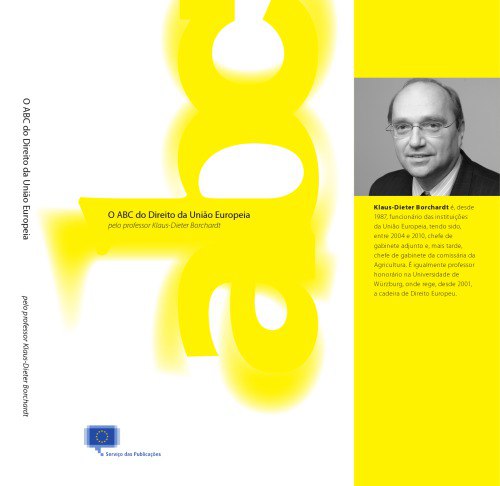 O ABC do Direito da União Europeia
pelo professor Klaus-Dieter Borchardt
abc
O ABC do Direito da União Europeia
pelo professor Klaus-Dieter Borchardt
Serviço das Publicações
Klaus-Dieter Borchardt é, desde
1987, funcionário das instituições
da União Europeia, tendo sido,
entre 2004 e 2010, chefe de
gabinete adjunto e, mais tarde,
chefe de gabinete da comissária da
Agricultura. É igualmente professor
honorário na Universidade de
Würzburg, onde rege, desde 2001,
a cadeira de Direito Europeu.